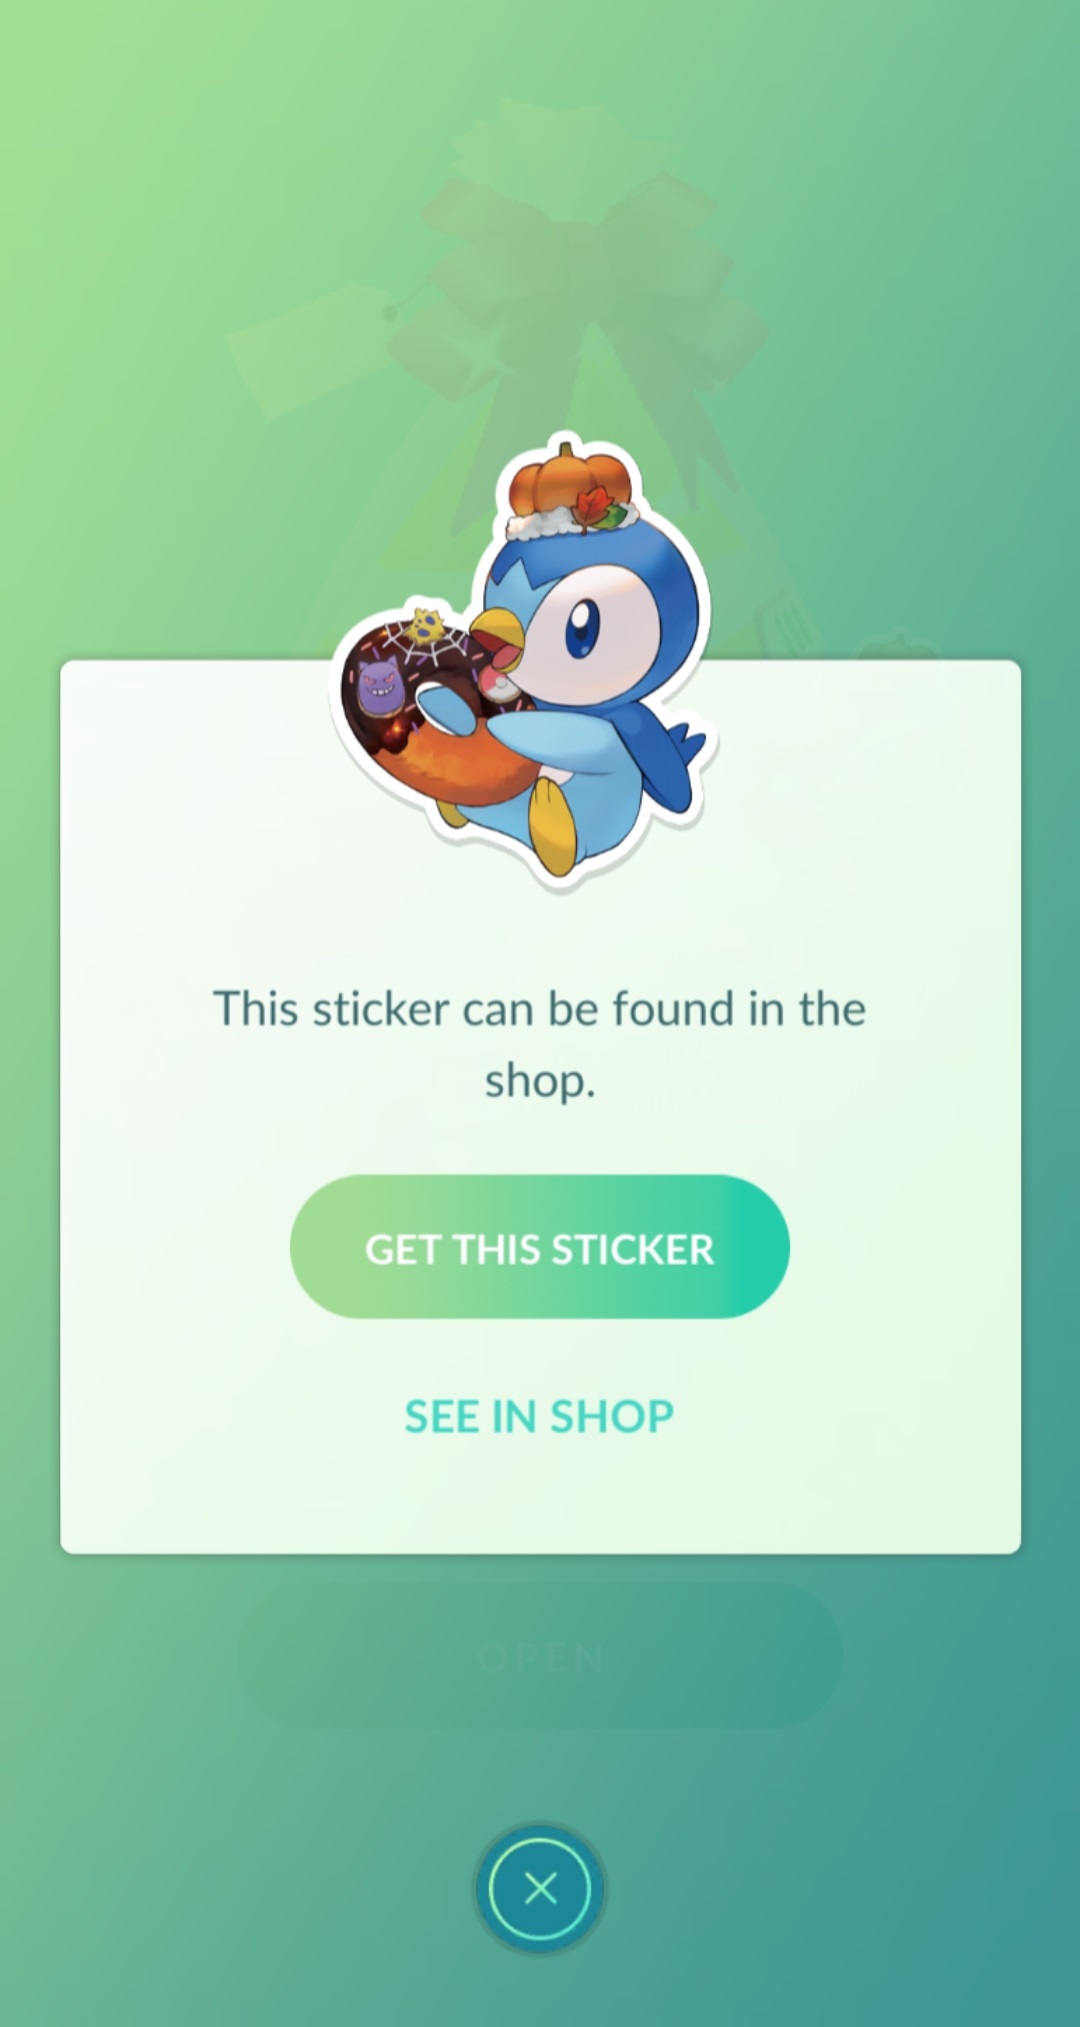 This sticker can be found in the
shop.
GET THIS STICKER
SEE IN SHOP
OPEN